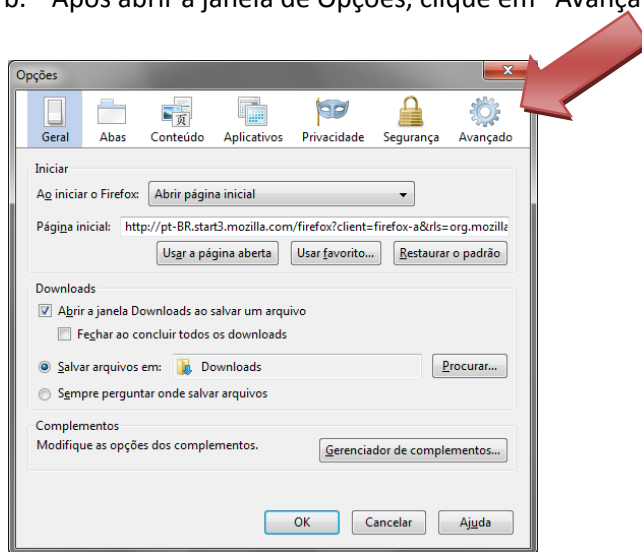 b. Após abrir a janela de Opções, clique em "Avança
Opções
Geral Abas Conteúdo Aplicativos Privacidade Segurança Avançado
Iniciar
Ao iniciar o Firefox: Abrir página inicial
Página inicial: http://pt-BR.start3.mozilla.com/firefox?client=firefox-a&rls=org.mozilla
Usar a página aberta Usar favorito... Restaurar o padrão
Downloads
Abrir a janela Downloads ao salvar um arquivo
Fechar ao concluir todos os downloads
Salvar arquivos em: Downloads Procurar...
Sempre perguntar onde salvar arquivos
Complementos
Modifique as opções dos complementos. Gerenciador de complementos...
OK Cancelar Ajuda